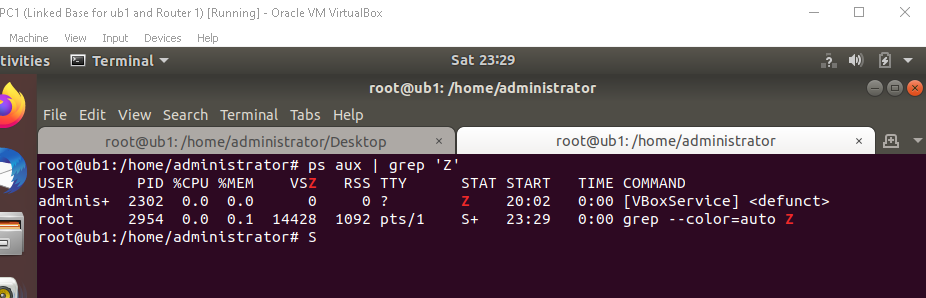 PC1 (Linked Base for ub1 and Router 1) [Running] - Oracle VM VirtualBox
Machine View Input Devices Help
tivities Terminal Sat 23:29
root@ub1: /home/administrator
File Edit View Search Terminal Tabs Help
root@ub1: /home/administrator/Desktop × root@ub1: /home/administrator ×
root@ub1:/home/administrator# ps aux | grep 'Z'
USER PID %CPU %MEM VSZ RSS TTY STAT START TIME COMMAND
adminis+ 2302 0.0 0.0 0 0 ? Z 20:02 0:00 [VBoxService] <defunct>
root 2954 0.0 0.1 14428 1092 pts/1 S+ 23:29 0:00 grep --color=auto Z
root@ub1:/home/administrator# S